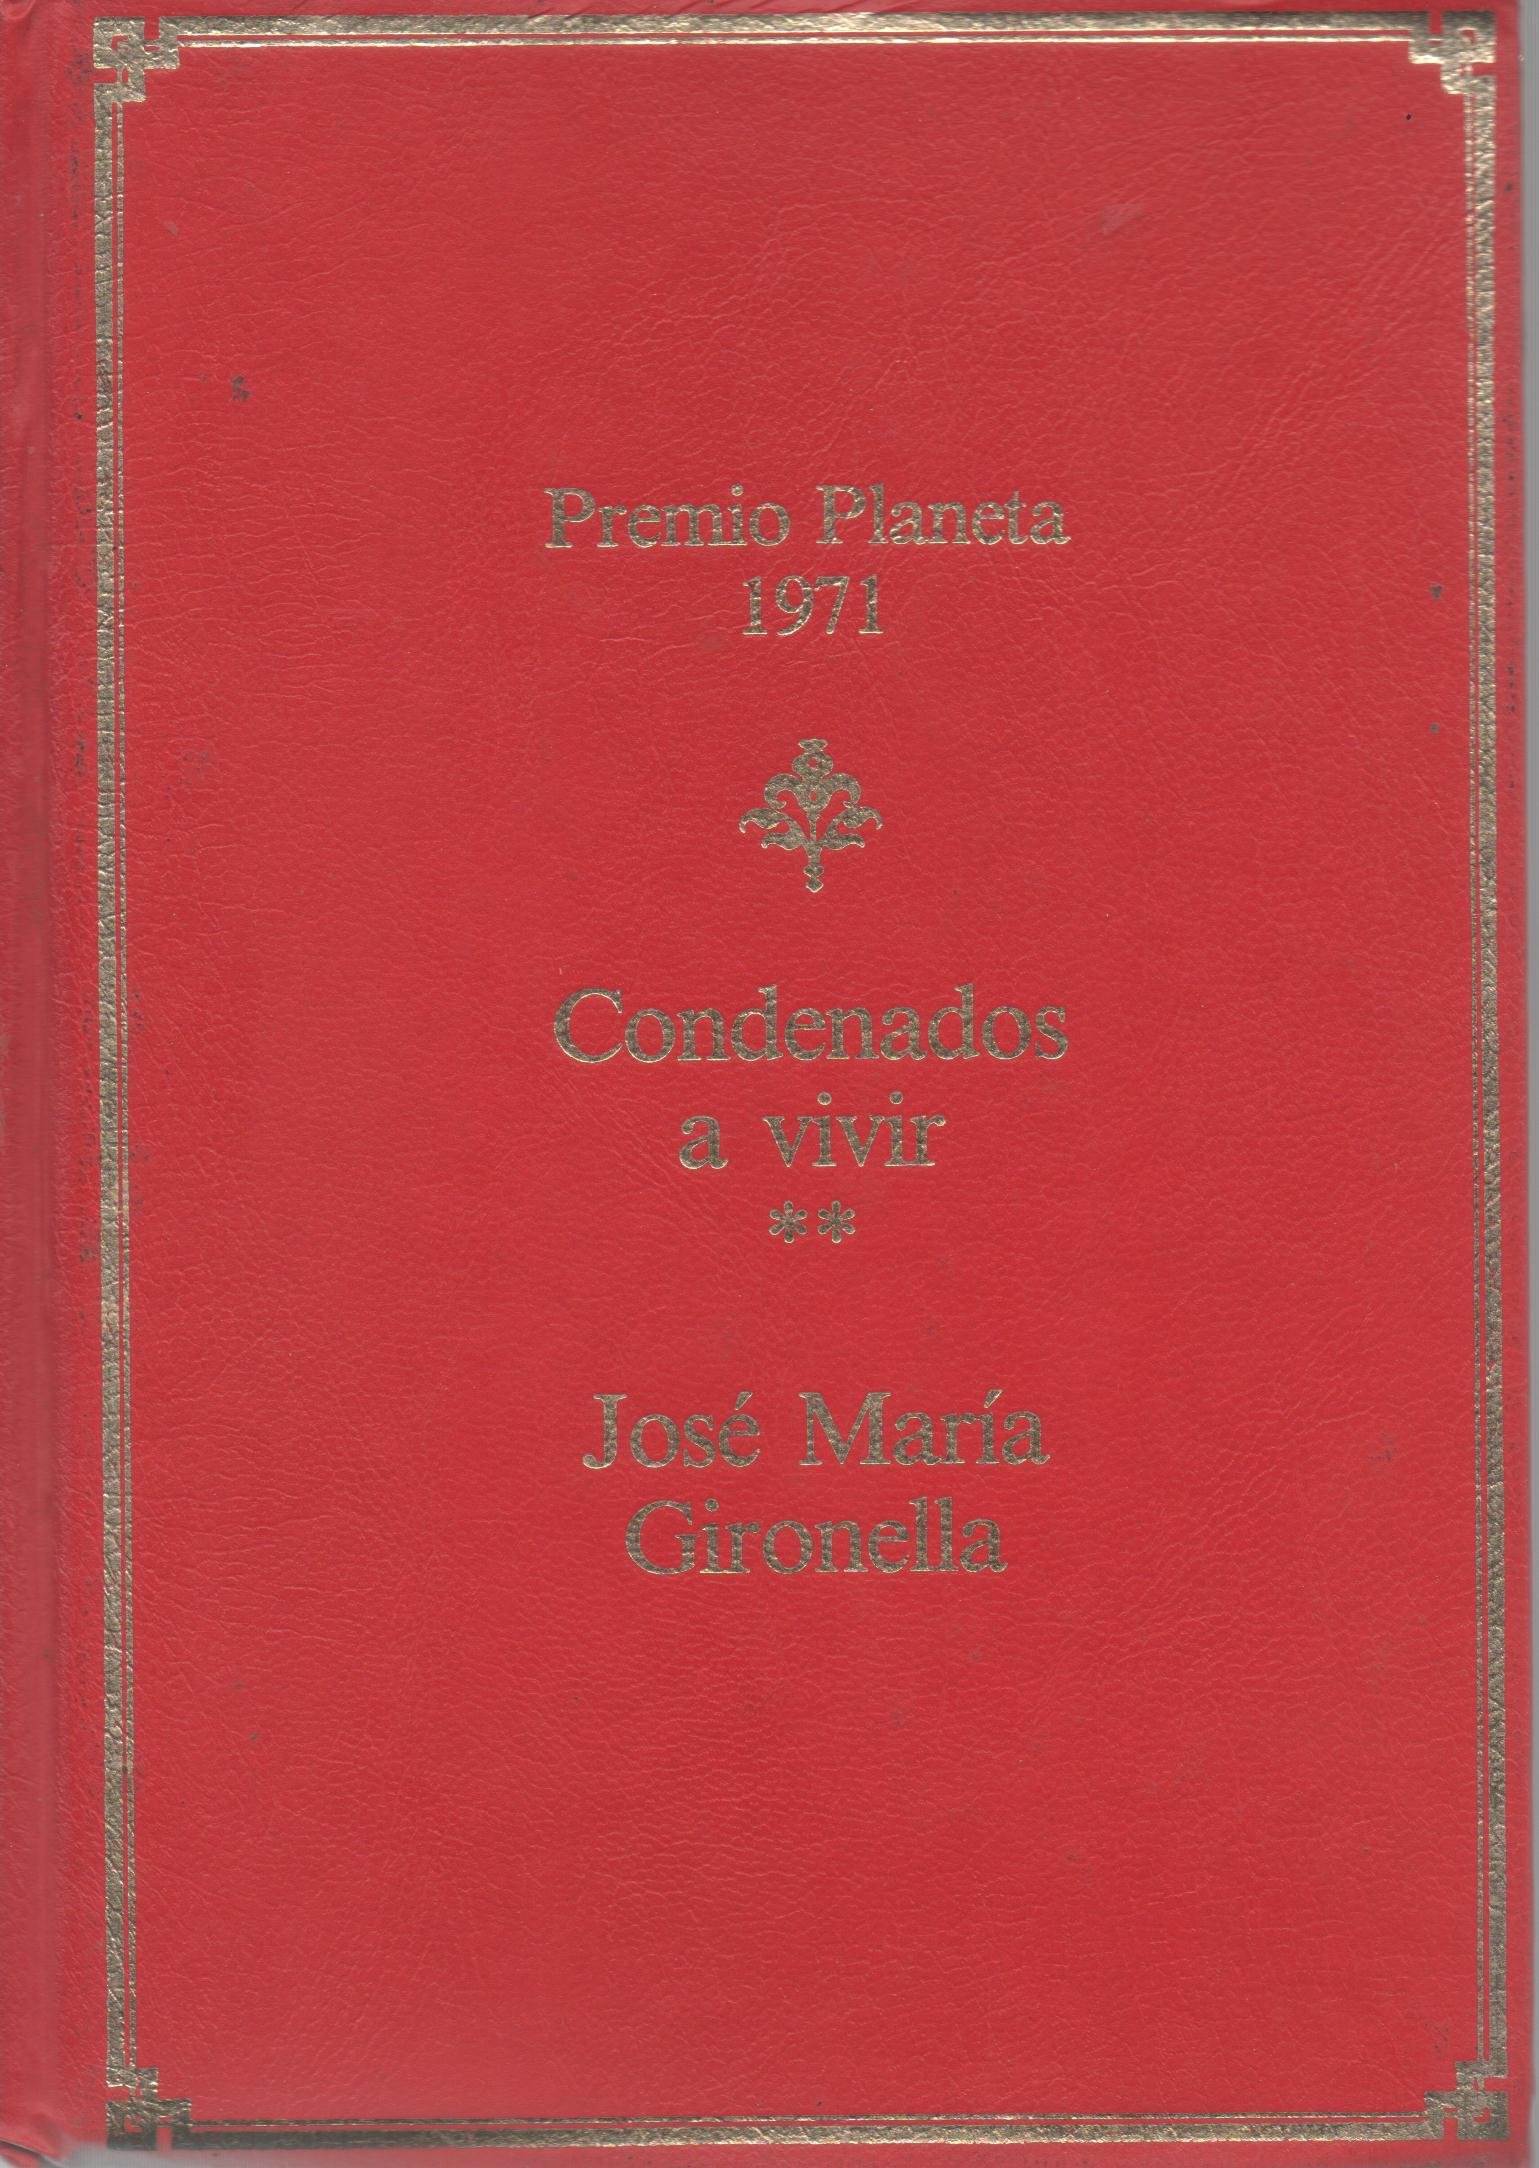 Premio Planeta
1971
Condenados
a vivir
**
José María
Gironella